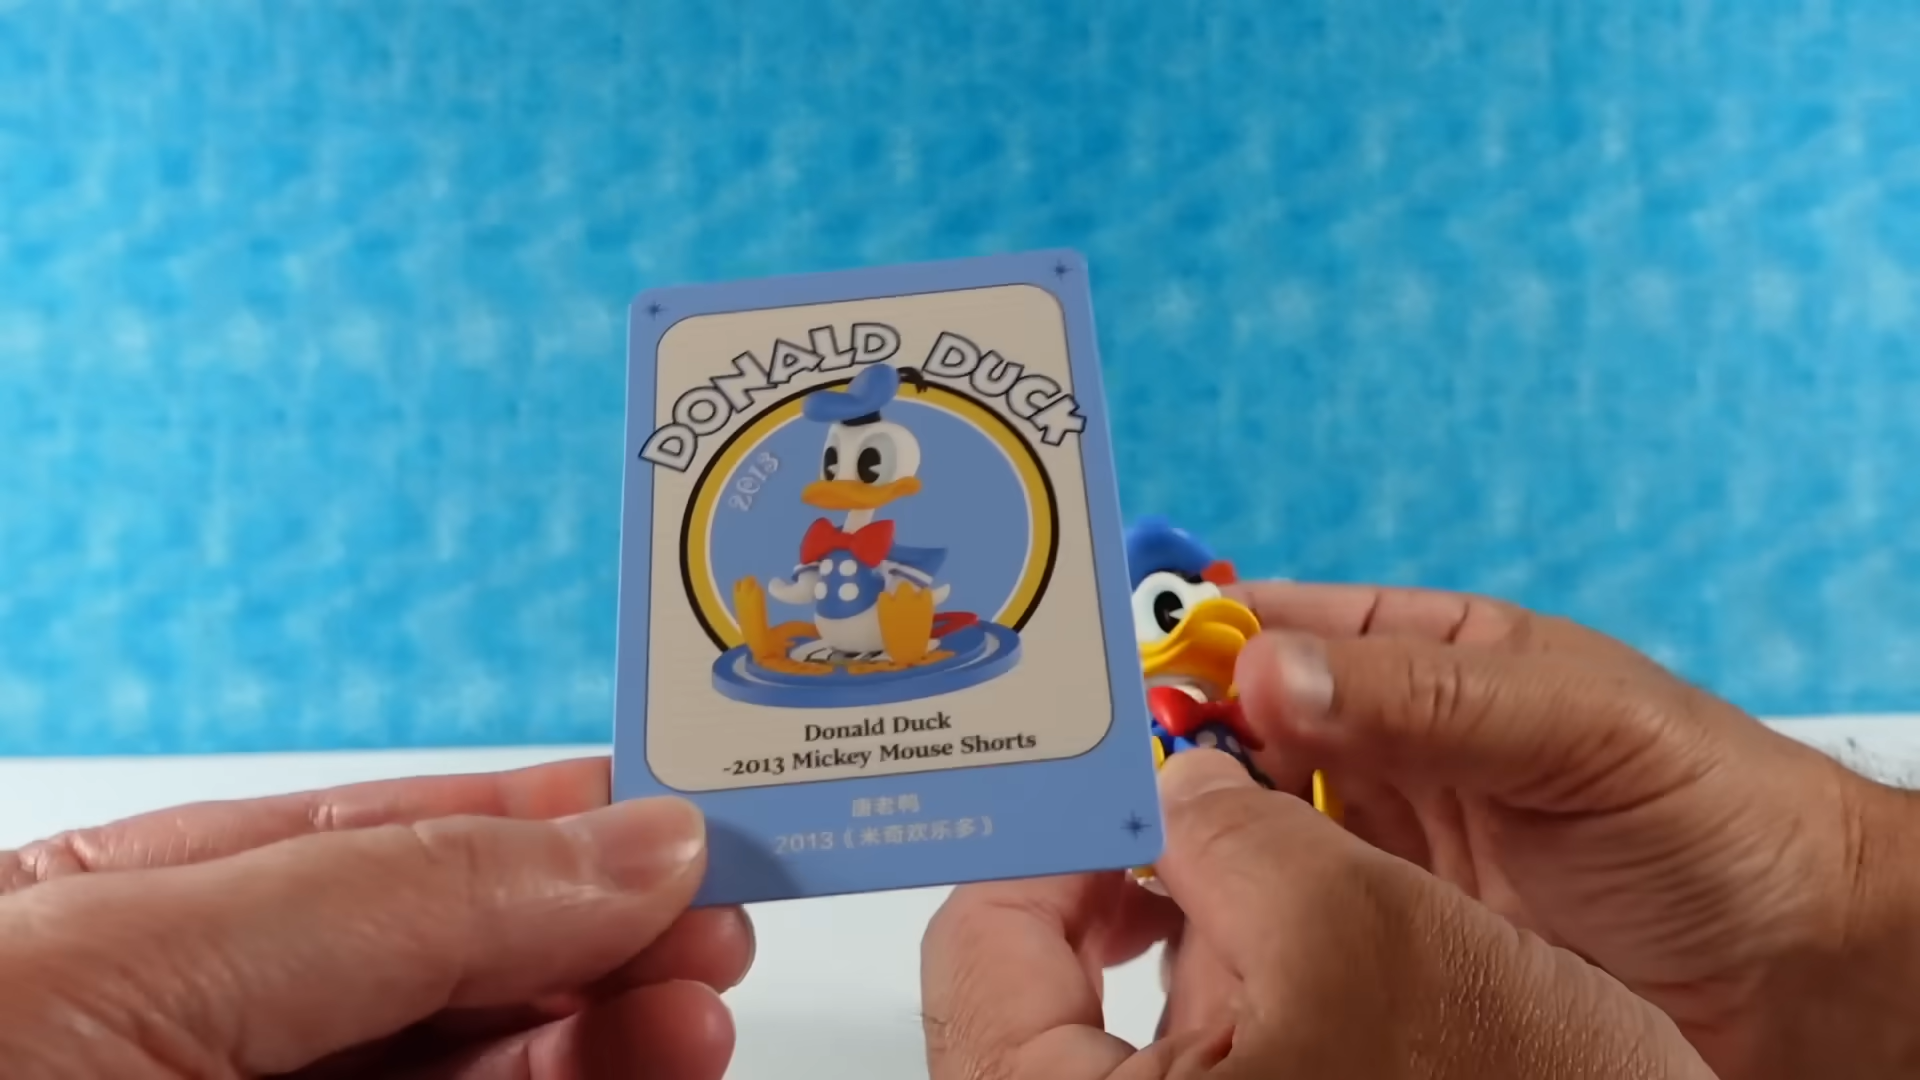 DONALD DUCK
2013
Donald Duck
-2013 Mickey Mouse Shorts
唐老鸭
2013《米奇欢乐多》